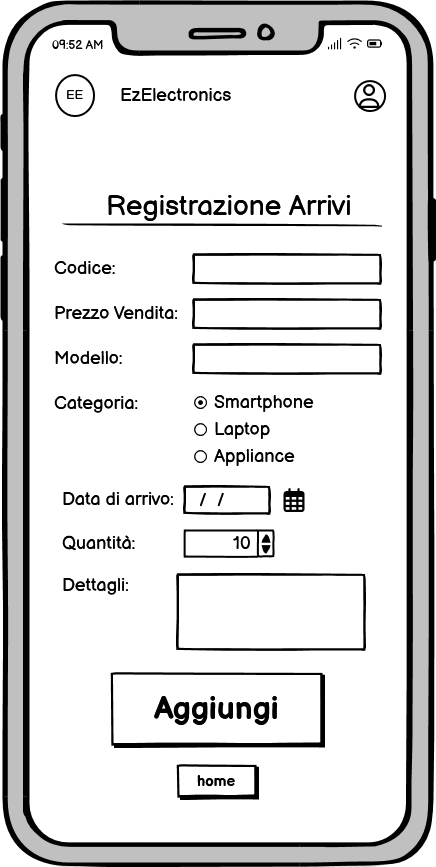 09:52 AM
EE EzElectronics
Registrazione Arrivi
Codice:
Prezzo Vendita:
Modello:
Categoria: Smartphone
Laptop
Appliance
Data di arrivo: / /
Quantità: 10
Dettagli:
Aggiungi
home